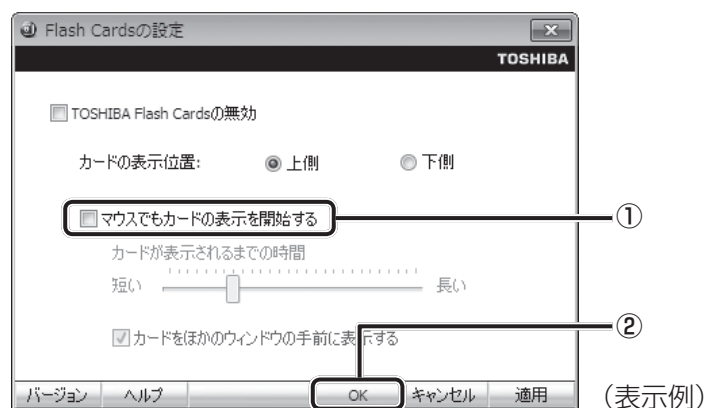 Flash Cardsの設定
TOSHIBA
TOSHIBA Flash Cardsの無効
カードの表示位置: 上側 下側
マウスでもカードの表示を開始する ①
カードが表示されるまでの時間
短い 長い
②
カードをほかのウィンドウの手前に表示する
バージョン ヘルプ OK キャンセル 適用 （表示例）